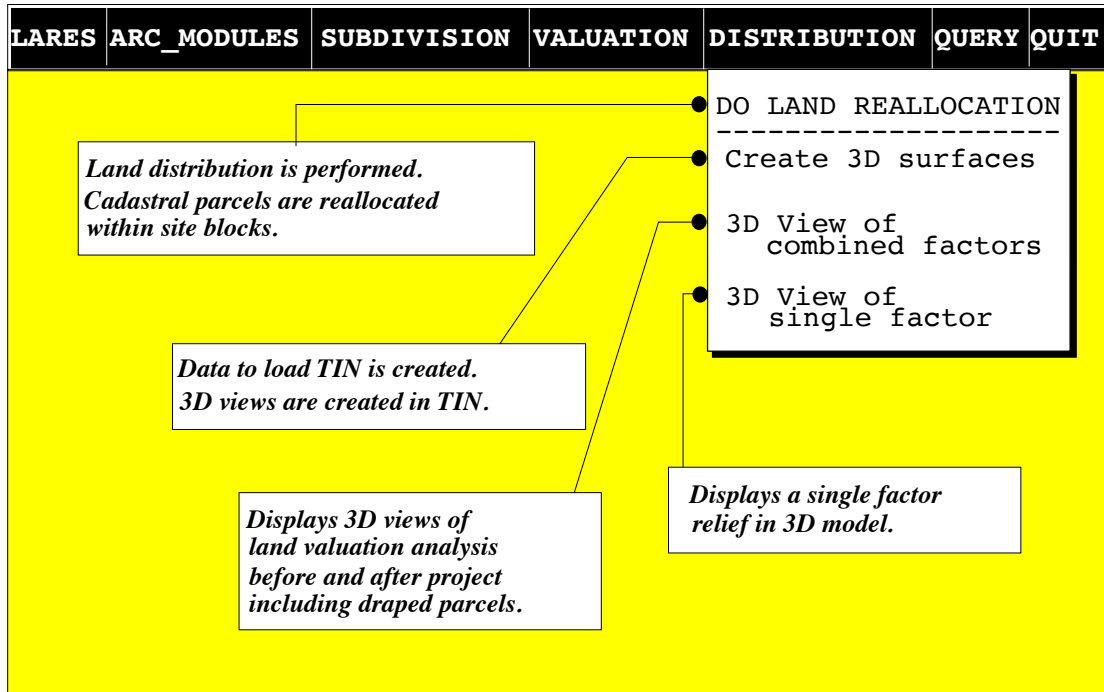 LARES ARC_MODULES SUBDIVISION VALUATION DISTRIBUTION QUERY QUIT
DO LAND REALLOCATION
--------------------
Create 3D surfaces
3D View of
combined factors
3D View of
single factor
Land distribution is performed.
Cadastral parcels are reallocated
within site blocks.
Data to load TIN is created.
3D views are created in TIN.
Displays 3D views of
land valuation analysis
before and after project
including draped parcels.
Displays a single factor
relief in 3D model.